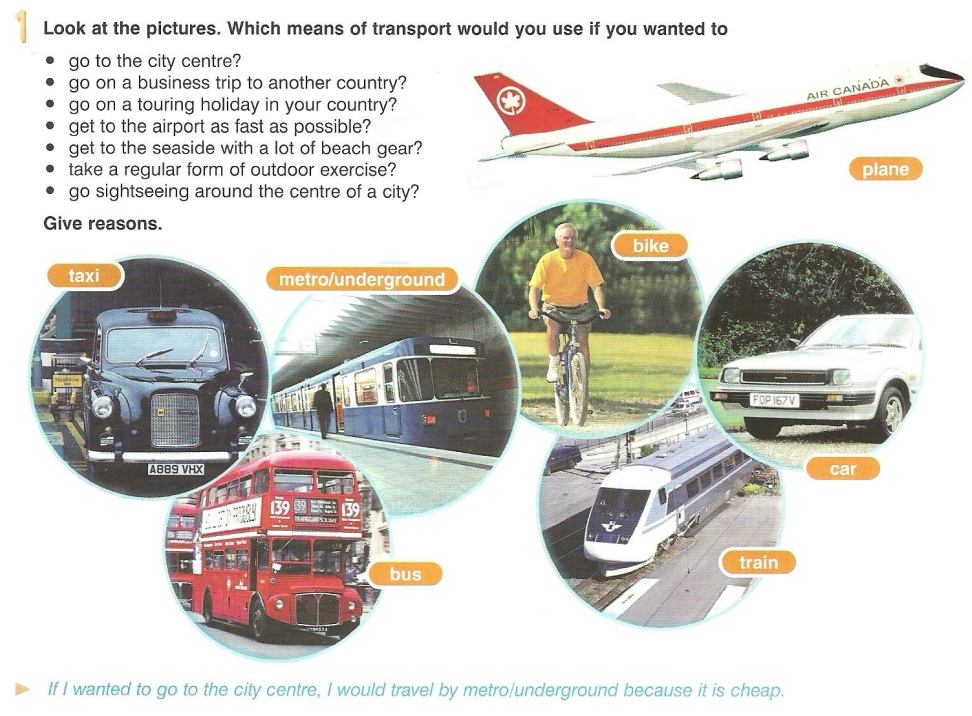 1 Look at the pictures. Which means of transport would you use if you wanted to
• go to the city centre?
• go on a business trip to another country?
• go on a touring holiday in your country?
• get to the airport as fast as possible?
• get to the seaside with a lot of beach gear?
• take a regular form of outdoor exercise?
• go sightseeing around the centre of a city?
Give reasons.
AIR CANADA
plane
bike
taxi
metro/underground
A889 VHX
FOP 167V
car
139
39
139
bus
train
► If I wanted to go to the city centre, I would travel by metro/underground because it is cheap.